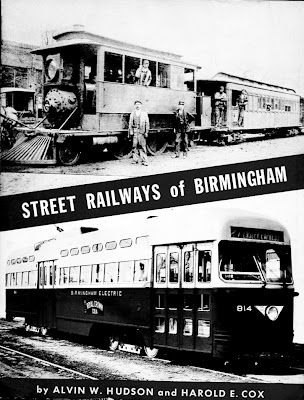 STREET RAILWAYS of BIRMINGHAM
BIRMINGHAM ELECTRIC
814
by ALVIN W. HUDSON and HAROLD E. COX